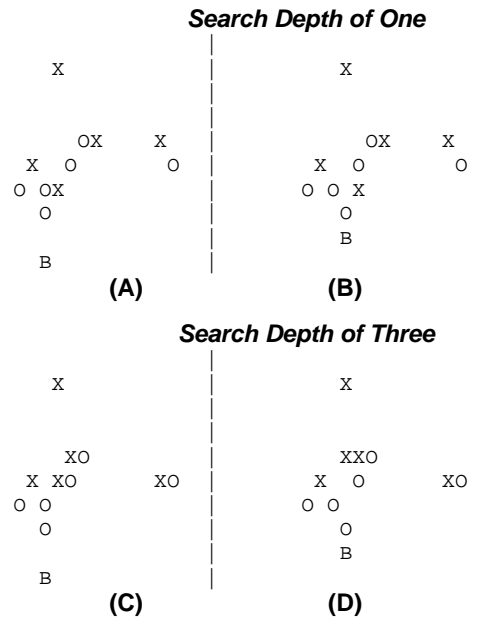 Search Depth of One
X | X
OX X | OX X
X O O | X O O
O OX | O O X
O | O
| B
B |
(A) (B)
Search Depth of Three
X | X
XO | XXO
X XO XO | X O XO
O O | O O
O | O
| B
B |
(C) (D)